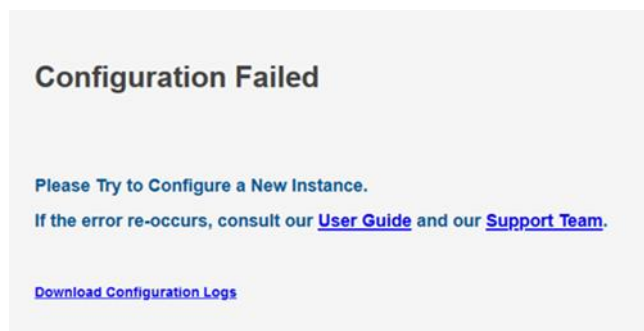 Configuration Failed
Please Try to Configure a New Instance.
If the error re-occurs, consult our User Guide and our Support Team.
Download Configuration Logs